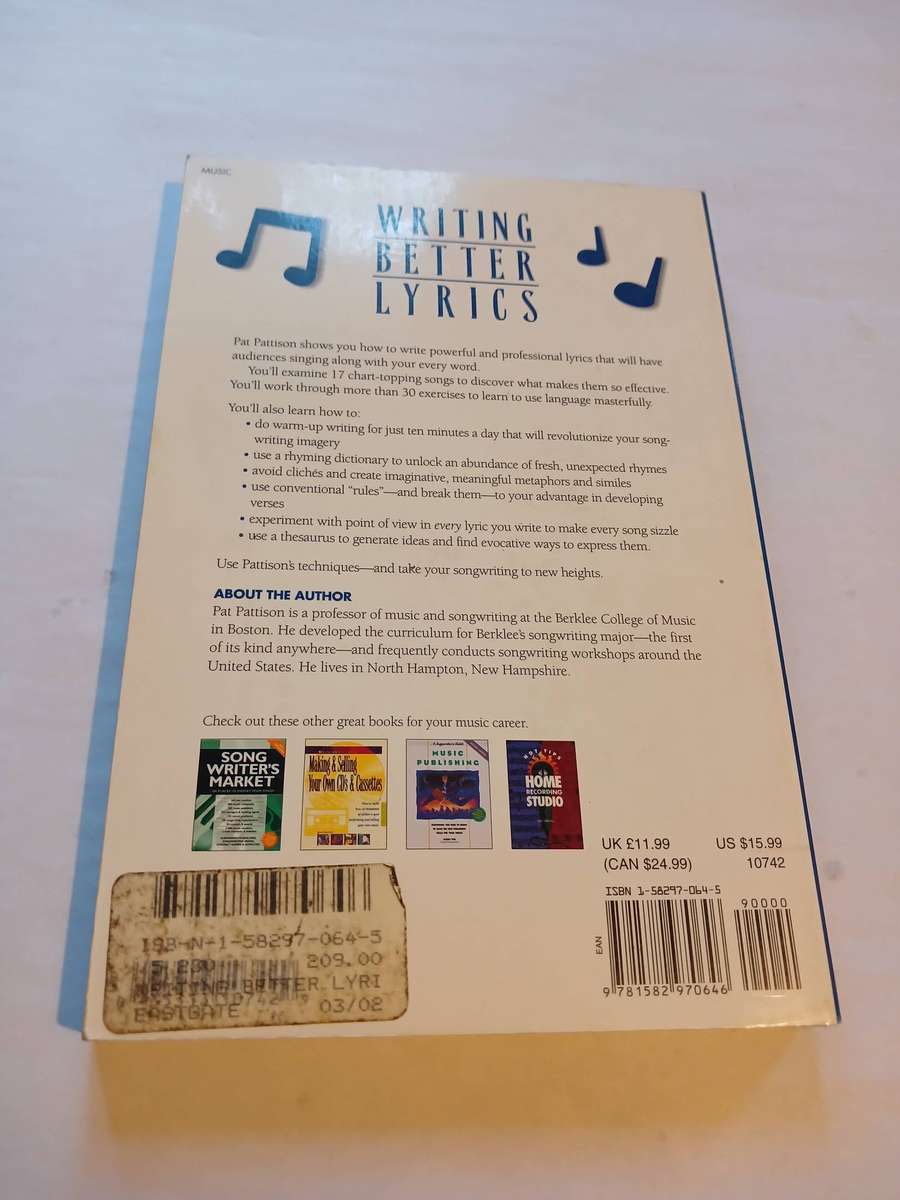 MUSIC
WRITING
BETTER
LYRICS
Pat Pattison shows you how to write powerful and professional lyrics that will have
audiences singing along with your every word.
You'll examine 17 chart-topping songs to discover what makes them so effective.
You'll work through more than 30 exercises to learn to use language masterfully.
You'll also learn how to:
• do warm-up writing for just ten minutes a day that will revolutionize your song-
writing imagery
• use a rhyming dictionary to unlock an abundance of fresh, unexpected rhymes
• avoid clichés and create imaginative, meaningful metaphors and similes
• use conventional "rules"—and break them—to your advantage in developing
verses
• experiment with point of view in every lyric you write to make every song sizzle
• use a thesaurus to generate ideas and find evocative ways to express them.
Use Pattison's techniques—and take your songwriting to new heights.
ABOUT THE AUTHOR
Pat Pattison is a professor of music and songwriting at the Berklee College of Music
in Boston. He developed the curriculum for Berklee's songwriting major—the first
of its kind anywhere—and frequently conducts songwriting workshops around the
United States. He lives in North Hampton, New Hampshire.
Check out these other great books for your music career.
SONG
WRITER'S
MARKET
Making & Selling
Your Own CDs & Cassettes
MUSIC
PUBLISHING
HOT TIPS
HOME
RECORDING
STUDIO
UK £11.99 US $15.99
(CAN $24.99) 10742
ISBN 1-58297-064-5
90000
EAN
9 781582 970646
ISB-N-1-58297-064-5
209.00
WRITING BETTER LYRI
EASTGATE 03/02